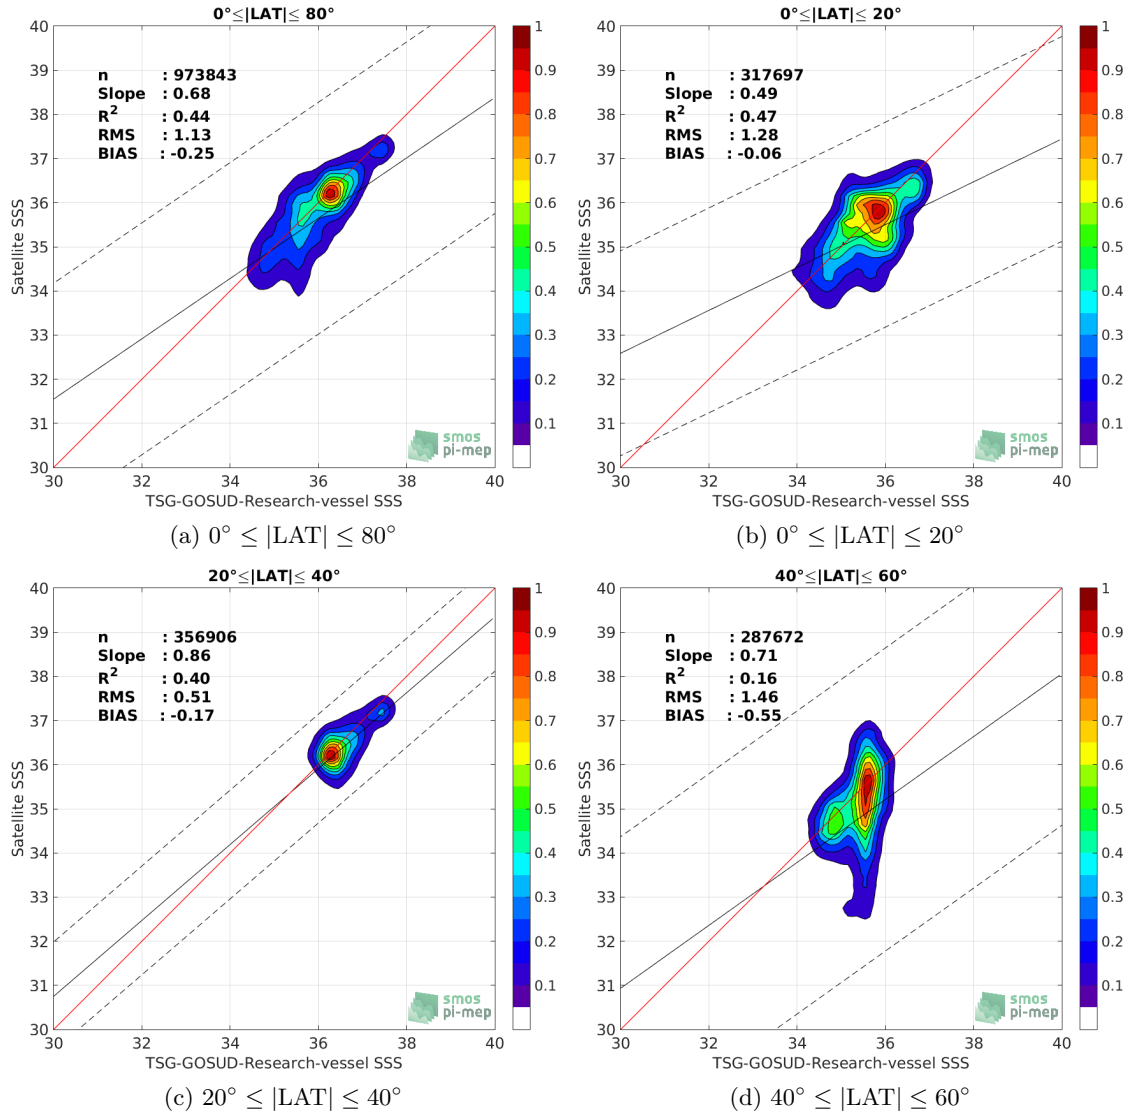 0°≤|LAT|≤ 80°
n : 973843
Slope : 0.68
R² : 0.44
RMS : 1.13
BIAS : -0.25
Satellite SSS
40
39
38
37
36
35
34
33
32
31
30
30 32 34 36 38 40
TSG-GOSUD-Research-vessel SSS
1
0.9
0.8
0.7
0.6
0.5
0.4
0.3
0.2
0.1
smos
pi-mep
(a) 0° ≤ |LAT| ≤ 80°
0°≤|LAT|≤ 20°
n : 317697
Slope : 0.49
R² : 0.47
RMS : 1.28
BIAS : -0.06
Satellite SSS
40
39
38
37
36
35
34
33
32
31
30
30 32 34 36 38 40
TSG-GOSUD-Research-vessel SSS
1
0.9
0.8
0.7
0.6
0.5
0.4
0.3
0.2
0.1
smos
pi-mep
(b) 0° ≤ |LAT| ≤ 20°
20°≤|LAT|≤ 40°
n : 356906
Slope : 0.86
R² : 0.40
RMS : 0.51
BIAS : -0.17
Satellite SSS
40
39
38
37
36
35
34
33
32
31
30
30 32 34 36 38 40
TSG-GOSUD-Research-vessel SSS
1
0.9
0.8
0.7
0.6
0.5
0.4
0.3
0.2
0.1
smos
pi-mep
(c) 20° ≤ |LAT| ≤ 40°
40°≤|LAT|≤ 60°
n : 287672
Slope : 0.71
R² : 0.16
RMS : 1.46
BIAS : -0.55
Satellite SSS
40
39
38
37
36
35
34
33
32
31
30
30 32 34 36 38 40
TSG-GOSUD-Research-vessel SSS
1
0.9
0.8
0.7
0.6
0.5
0.4
0.3
0.2
0.1
smos
pi-mep
(d) 40° ≤ |LAT| ≤ 60°